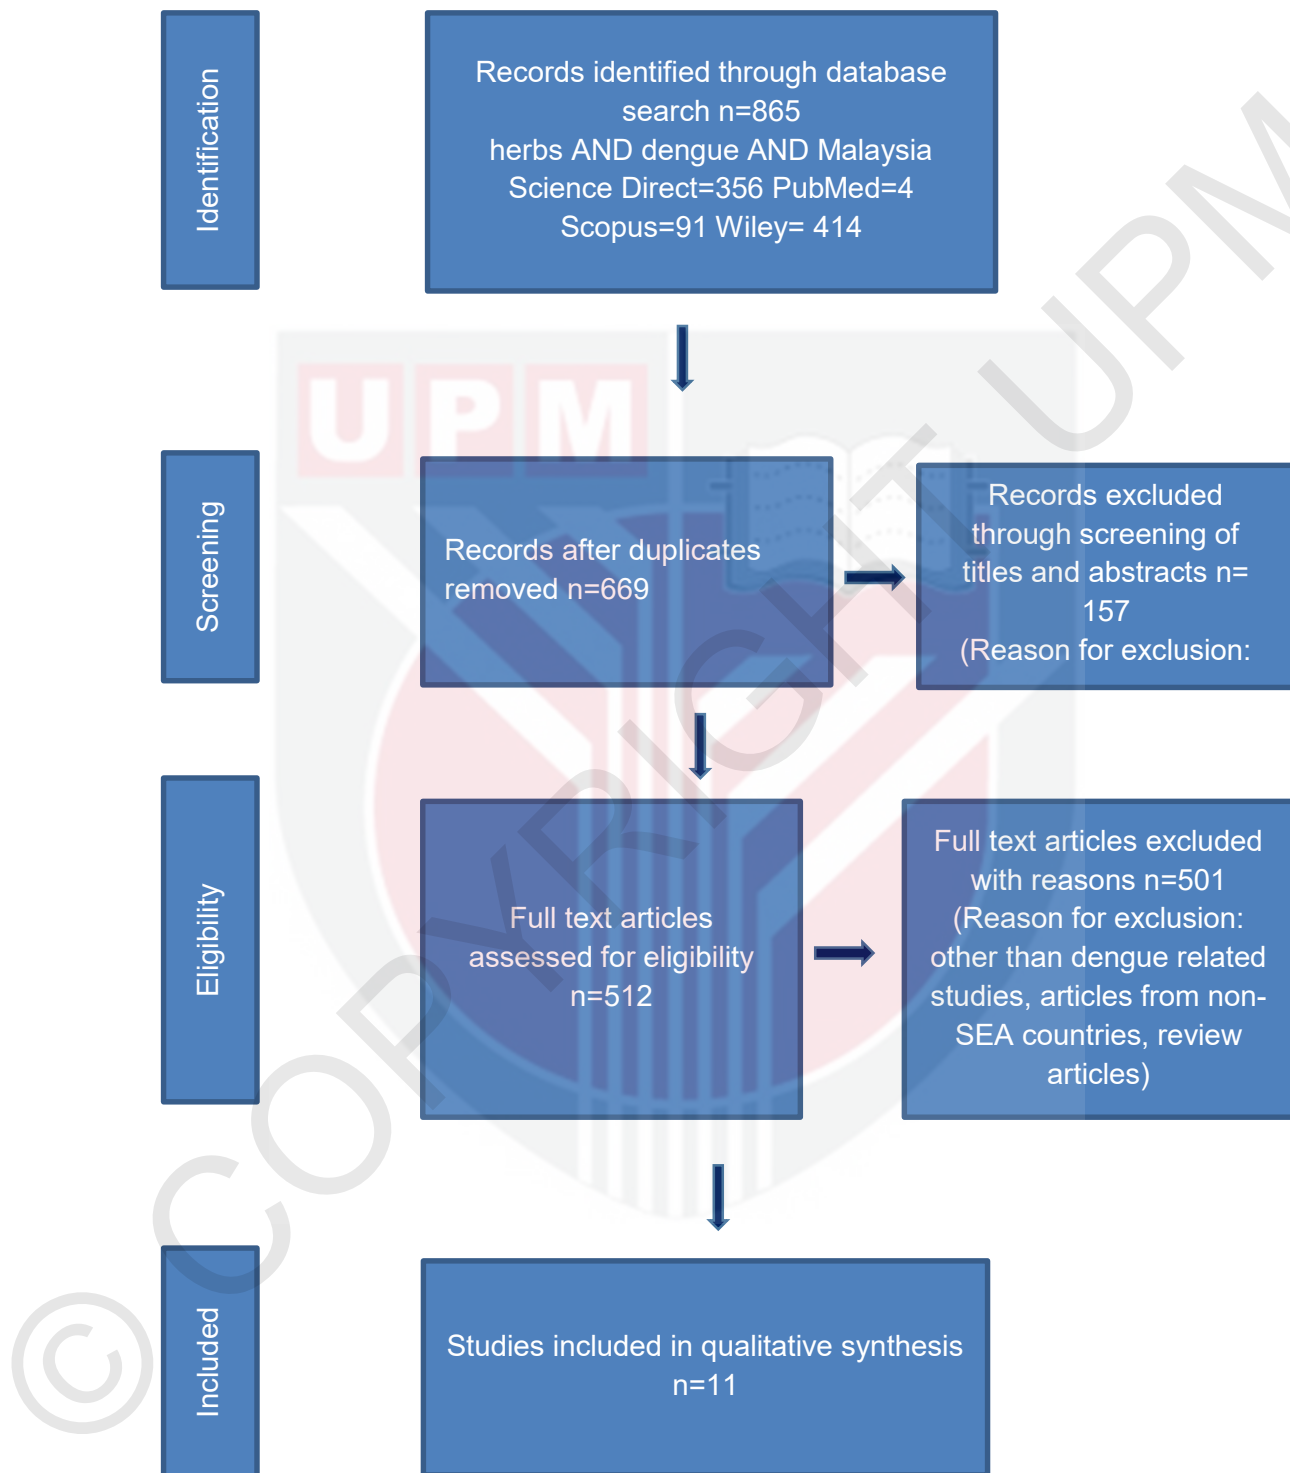 Identification
Records identified through database
search n=865
herbs AND dengue AND Malaysia
Science Direct=356 PubMed=4
Scopus=91 Wiley= 414
UPM
Screening
Records after duplicates
removed n=669
Records excluded
through screening of
titles and abstracts n=
157
(Reason for exclusion:
Eligibility
Full text articles
assessed for eligibility
n=512
Full text articles excluded
with reasons n=501
(Reason for exclusion:
other than dengue related
studies, articles from non-
SEA countries, review
articles)
Included
Studies included in qualitative synthesis
n=11
© COPYRIGHT UPM